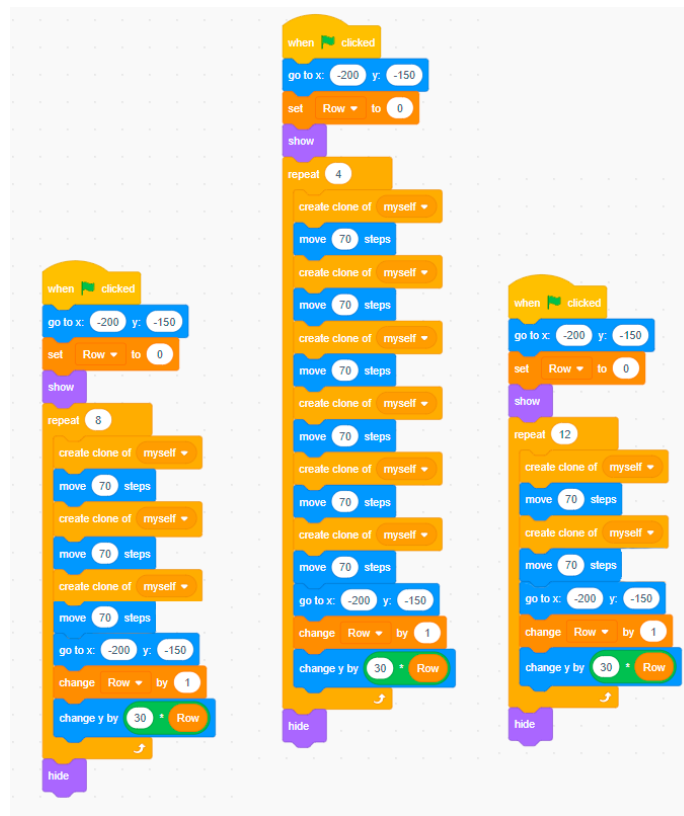 when clicked
go to x: -200 y: -150
set Row to 0
show
repeat 8
create clone of myself
move 70 steps
create clone of myself
move 70 steps
create clone of myself
move 70 steps
go to x: -200 y: -150
change Row by 1
change y by 30 * Row
hide
when clicked
go to x: -200 y: -150
set Row to 0
show
repeat 4
create clone of myself
move 70 steps
create clone of myself
move 70 steps
create clone of myself
move 70 steps
create clone of myself
move 70 steps
create clone of myself
move 70 steps
create clone of myself
move 70 steps
go to x: -200 y: -150
change Row by 1
change y by 30 * Row
hide
when clicked
go to x: -200 y: -150
set Row to 0
show
repeat 12
create clone of myself
move 70 steps
create clone of myself
move 70 steps
go to x: -200 y: -150
change Row by 1
change y by 30 * Row
hide